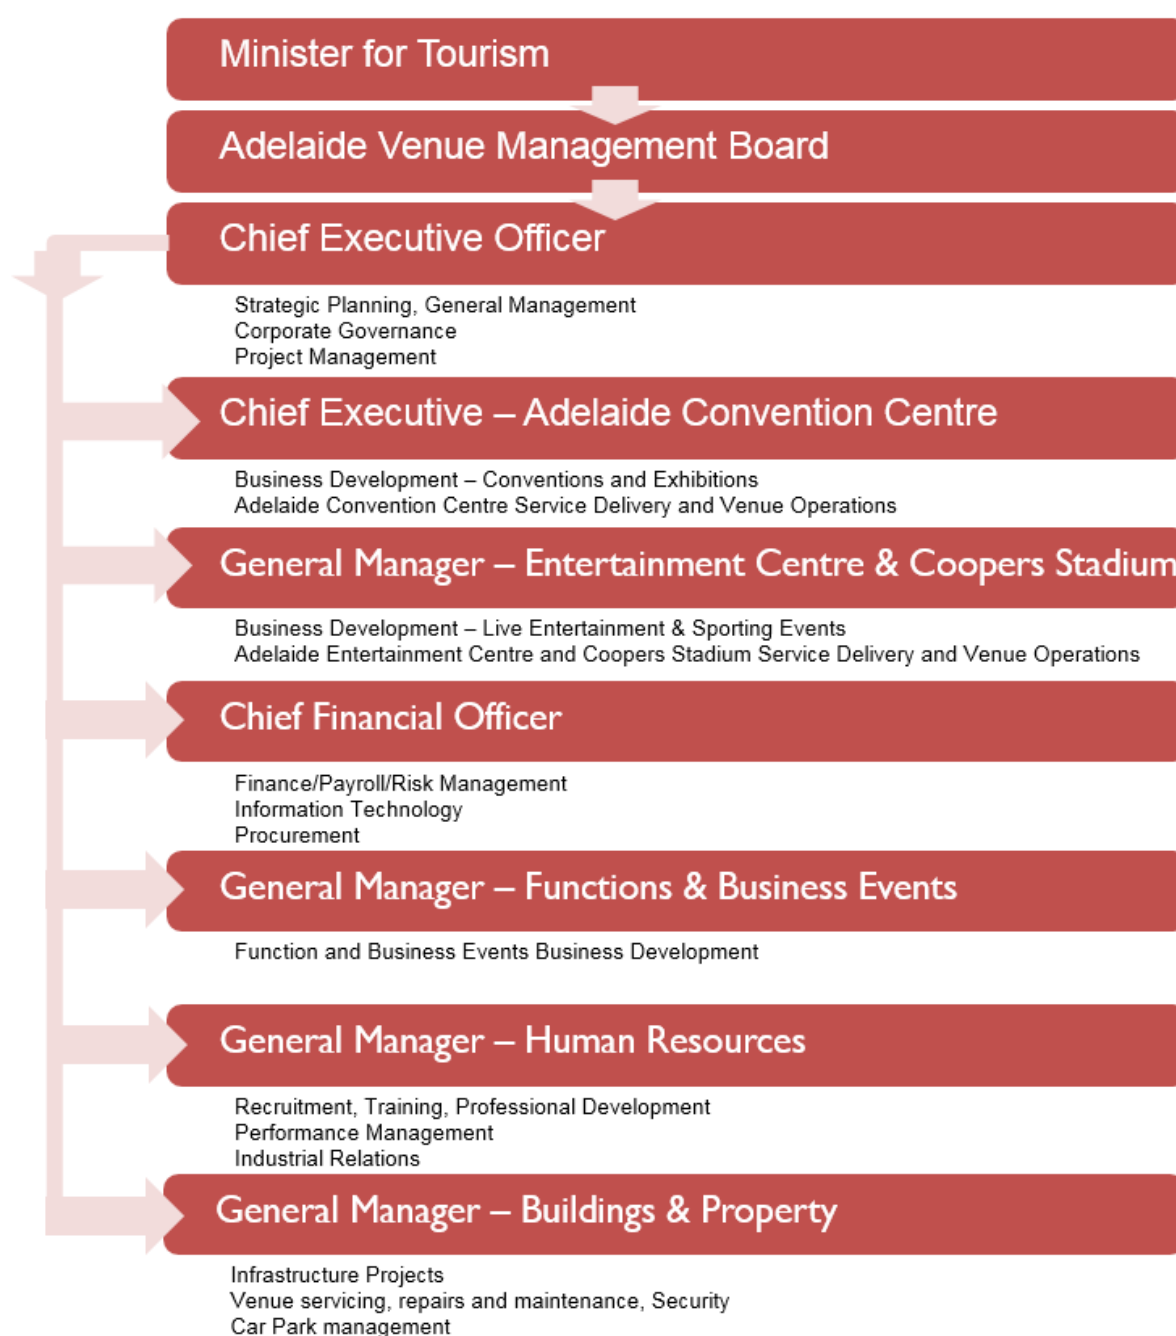 Minister for Tourism
Adelaide Venue Management Board
Chief Executive Officer
Strategic Planning, General Management
Corporate Governance
Project Management
Chief Executive – Adelaide Convention Centre
Business Development – Conventions and Exhibitions
Adelaide Convention Centre Service Delivery and Venue Operations
General Manager – Entertainment Centre & Coopers Stadium
Business Development – Live Entertainment & Sporting Events
Adelaide Entertainment Centre and Coopers Stadium Service Delivery and Venue Operations
Chief Financial Officer
Finance/Payroll/Risk Management
Information Technology
Procurement
General Manager – Functions & Business Events
Function and Business Events Business Development
General Manager – Human Resources
Recruitment, Training, Professional Development
Performance Management
Industrial Relations
General Manager – Buildings & Property
Infrastructure Projects
Venue servicing, repairs and maintenance, Security
Car Park management